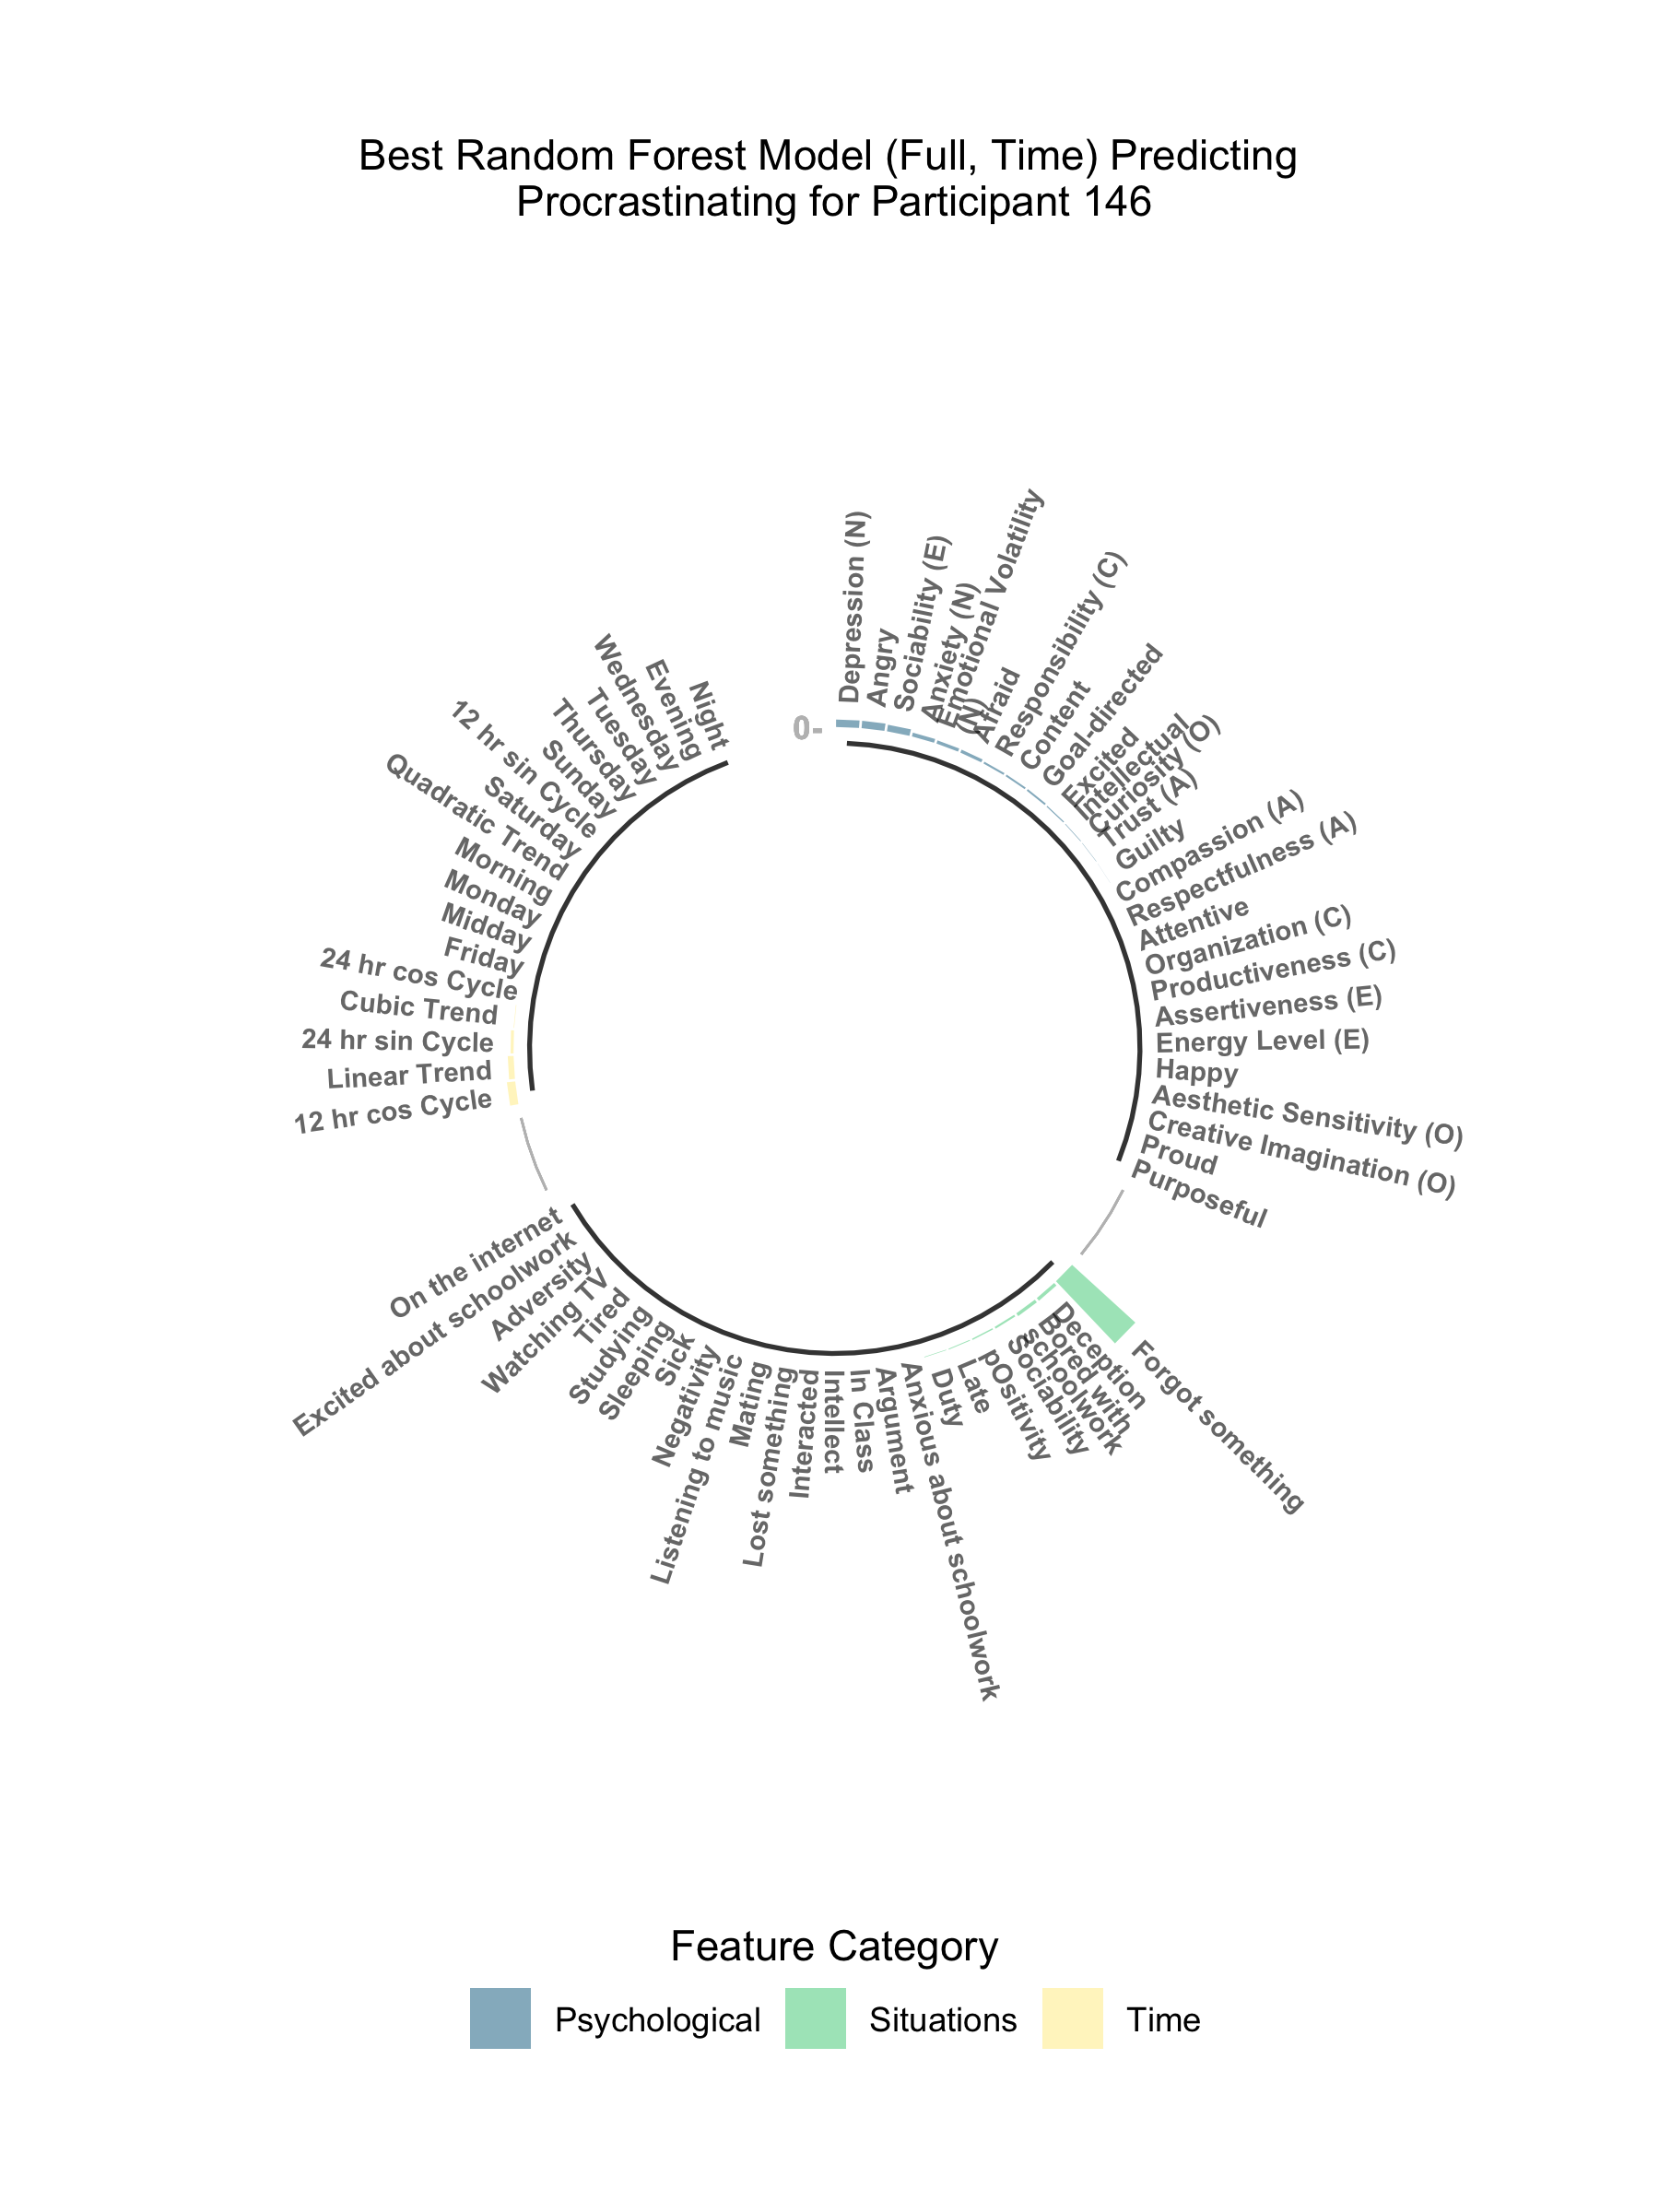 Best Random Forest Model (Full, Time) Predicting
Procrastinating for Participant 146
0-
Depression (N)
Angry
Sociability (E)
Anxiety (N)
Emotional Volatility
(N)
Afraid
Responsibility (C)
Content
Goal-directed
Excited
Intellectual
Curiosity (O)
Trust (A)
Guilty
Compassion (A)
Respectfulness (A)
Attentive
Organization (C)
Productiveness (C)
Assertiveness (E)
Energy Level (E)
Happy
Aesthetic Sensitivity (O)
Creative Imagination (O)
Proud
Purposeful
Forgot something
Deception
Bored with
schoolwork
Sociability
pOsitivity
Late
Duty
Anxious about schoolwork
Argument
In Class
Intellect
Interacted
Lost something
Mating
Listening to music
Negativity
Sick
Sleeping
Studying
Tired
Watching TV
Adversity
Excited about schoolwork
On the internet
12 hr cos Cycle
Linear Trend
24 hr sin Cycle
Cubic Trend
24 hr cos Cycle
Friday
Midday
Monday
Morning
Quadratic Trend
Saturday
12 hr sin Cycle
Sunday
Thursday
Tuesday
Wednesday
Evening
Night
Feature Category
Psychological
Situations
Time